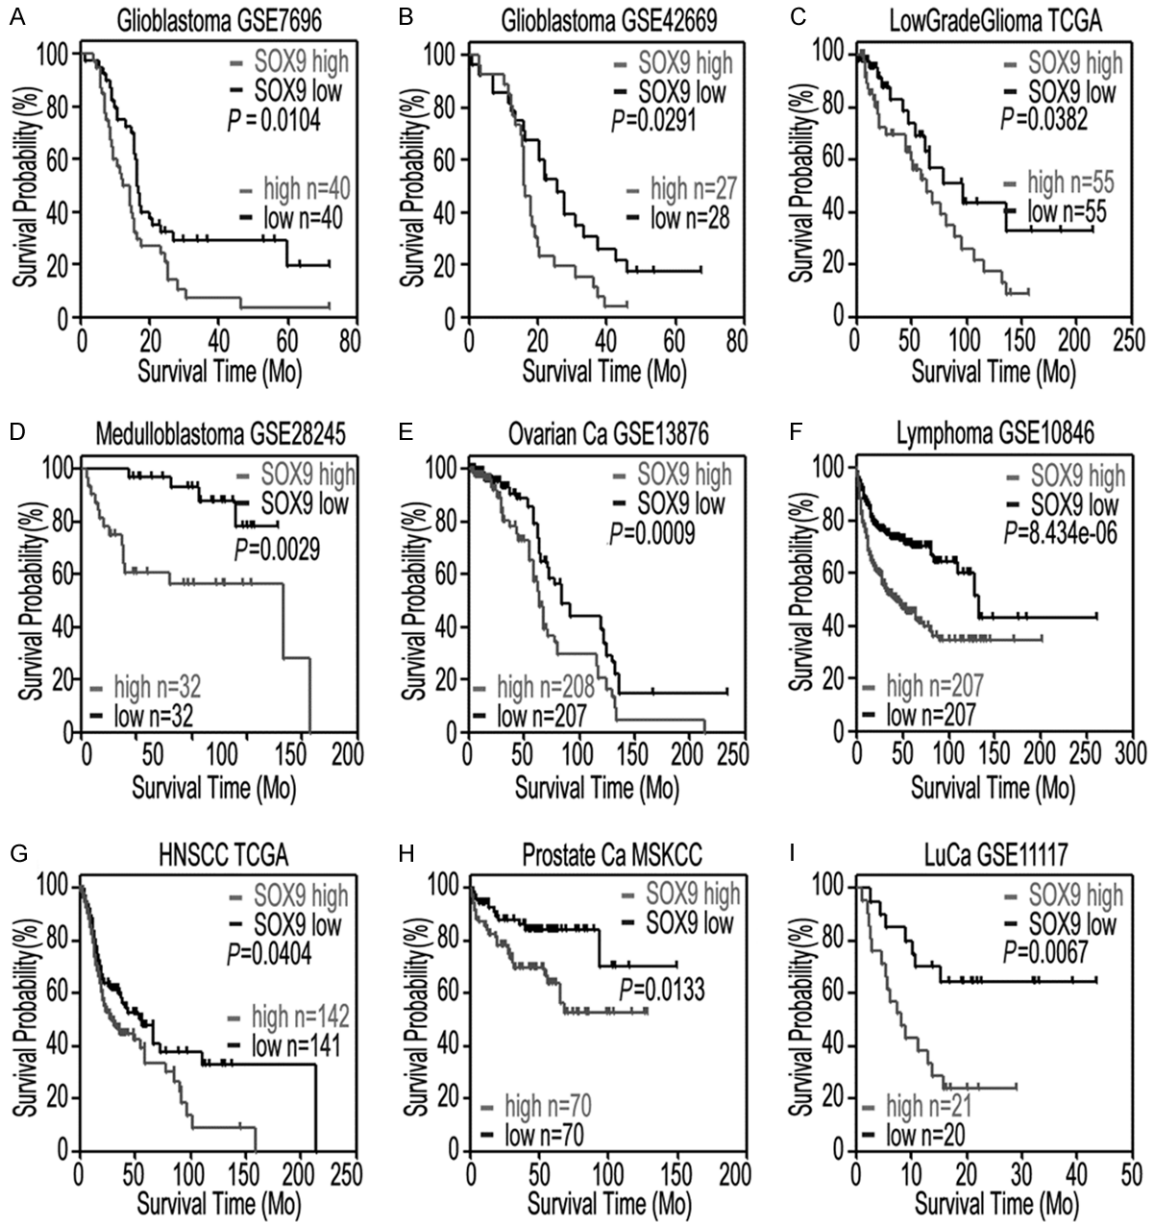 A
Glioblastoma GSE7696
Survival Probability (%)
100
80
60
40
20
0
SOX9 high
SOX9 low
P = 0.0104
high n=40
low n=40
0 20 40 60 80
Survival Time (Mo)
B
Glioblastoma GSE42669
Survival Probability (%)
100
80
60
40
20
0
SOX9 high
SOX9 low
P=0.0291
high n=27
low n=28
0 20 40 60 80
Survival Time (Mo)
C
LowGradeGlioma TCGA
Survival Probability (%)
100
80
60
40
20
0
SOX9 high
SOX9 low
P=0.0382
high n=55
low n=55
0 50 100 150 200 250
Survival Time (Mo)
D
Medulloblastoma GSE28245
Survival Probability (%)
100
80
60
40
20
0
SOX9 high
SOX9 low
P=0.0029
high n=32
low n=32
0 50 100 150 200
Survival Time (Mo)
E
Ovarian Ca GSE13876
Survival Probability (%)
100
80
60
40
20
0
SOX9 high
SOX9 low
P=0.0009
high n=208
low n=207
0 50 100 150 200 250
Survival Time (Mo)
F
Lymphoma GSE10846
Survival Probability (%)
100
80
60
40
20
0
SOX9 high
SOX9 low
P=8.434e-06
high n=207
low n=207
0 50 100 150 200 250 300
Survival Time (Mo)
G
HNSCC TCGA
Survival Probability (%)
100
80
60
40
20
0
SOX9 high
SOX9 low
P=0.0404
high n=142
low n=141
0 50 100 150 200 250
Survival Time (Mo)
H
Prostate Ca MSKCC
Survival Probability (%)
100
80
60
40
20
0
SOX9 high
SOX9 low
P=0.0133
high n=70
low n=70
0 50 100 150 200
Survival Time (Mo)
I
LuCa GSE11117
Survival Probability (%)
100
80
60
40
20
0
SOX9 high
SOX9 low
P=0.0067
high n=21
low n=20
0 10 20 30 40 50
Survival Time (Mo)